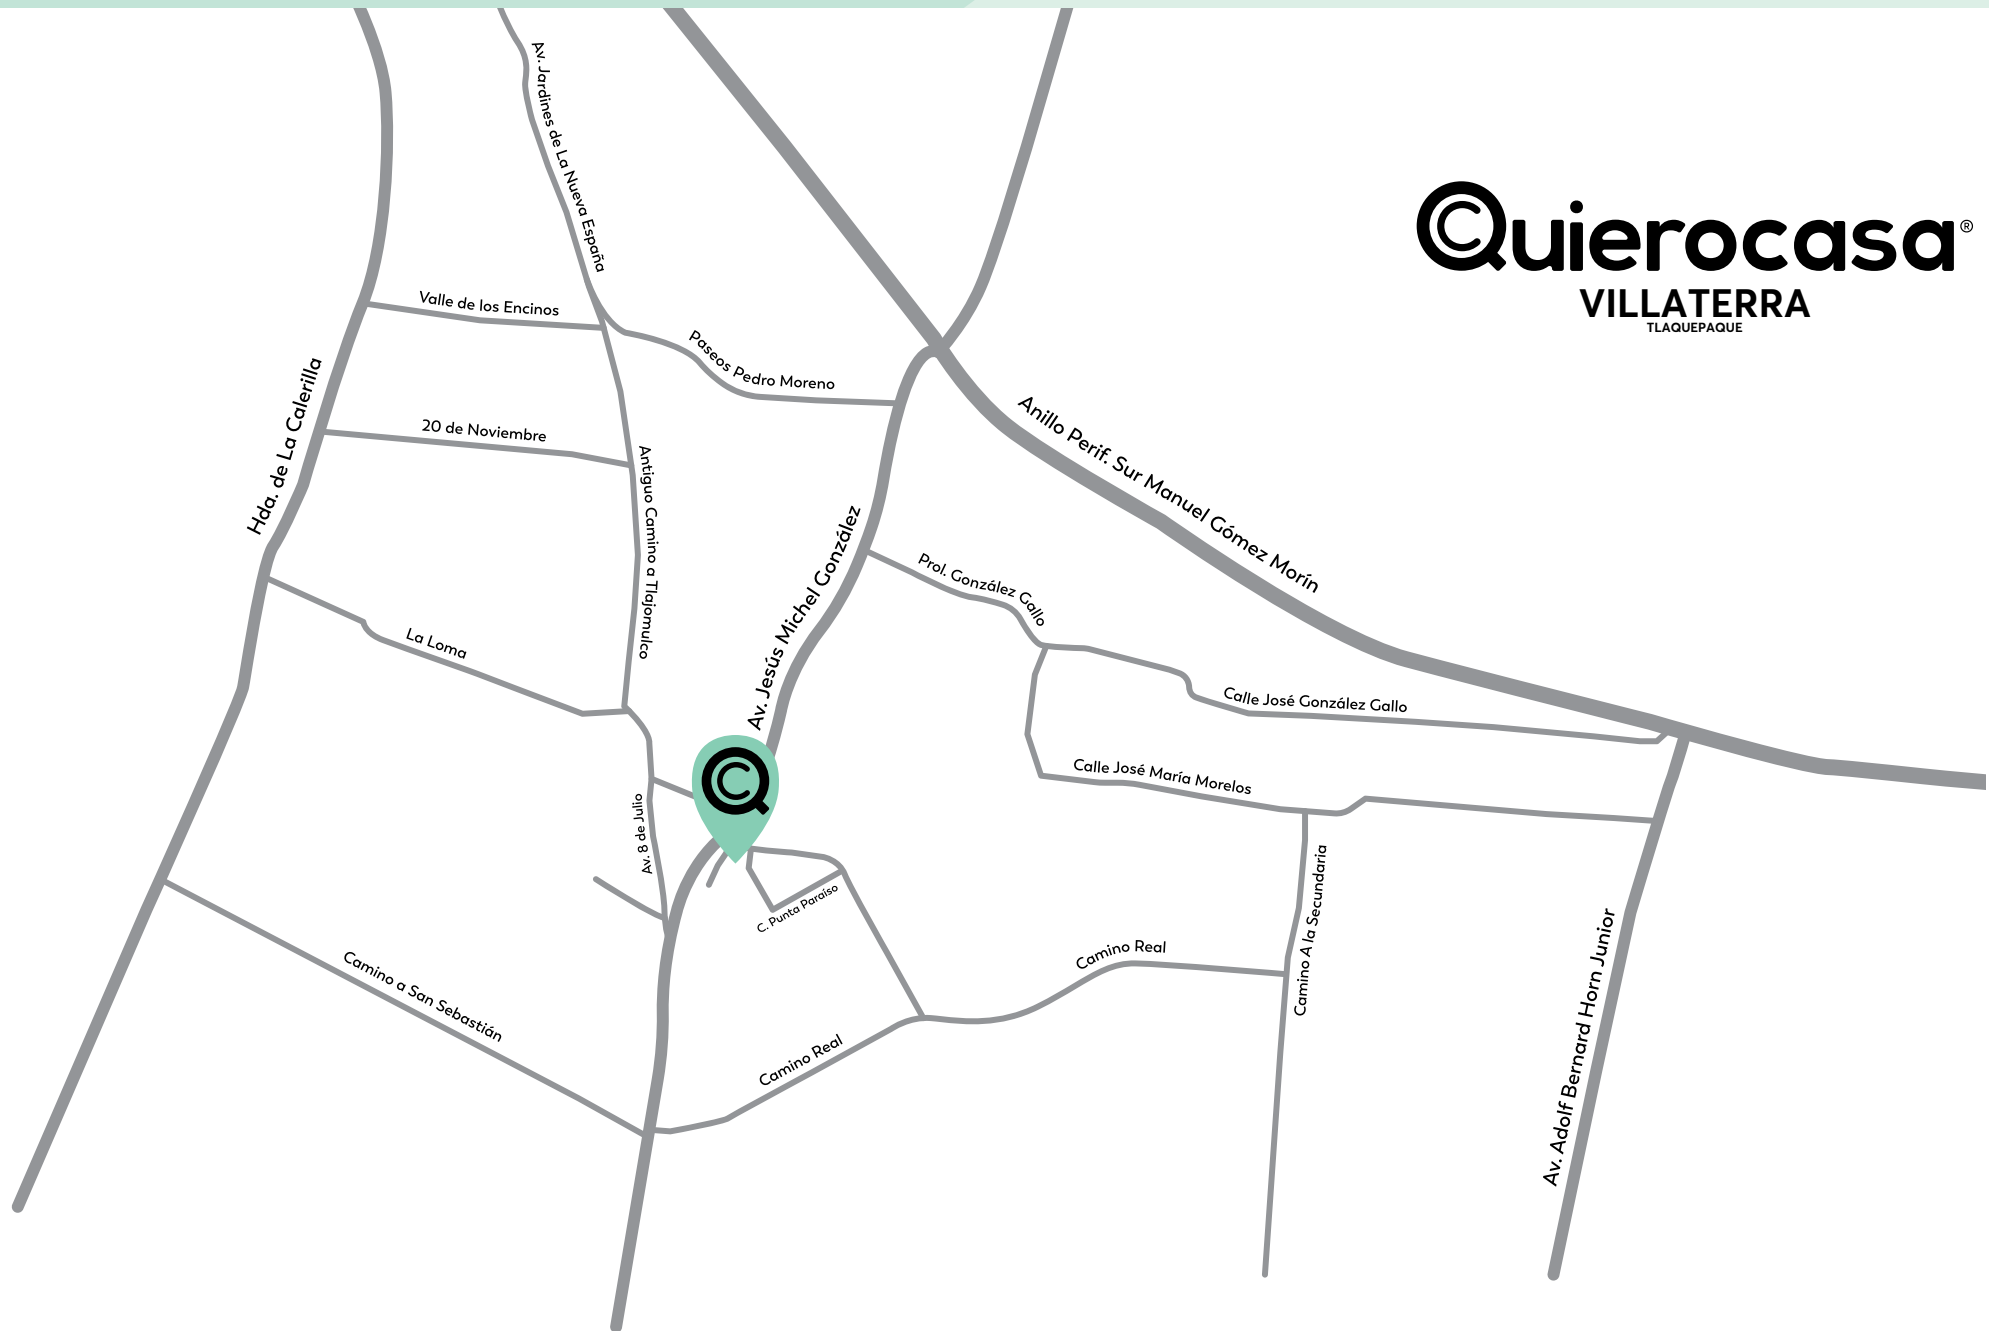 Av. Jardines de La Nueva España
Quierocasa®
VILLATERRA
TLAQUEPAQUE
Valle de los Encinos
Paseos Pedro Moreno
Hda. de La Calerilla
20 de Noviembre
Anillo Perif. Sur Manuel Gómez Morín
Antiguo Camino a Tlajomulco
Av. Jesús Michel González
Prol. González Gallo
La Loma
Calle José González Gallo
Calle José María Morelos
Av. 8 de Julio
C. Punta Paraíso
Camino A la Secundaria
Av. Adolf Bernard Horn Junior
Camino a San Sebastián
Camino Real
Camino Real